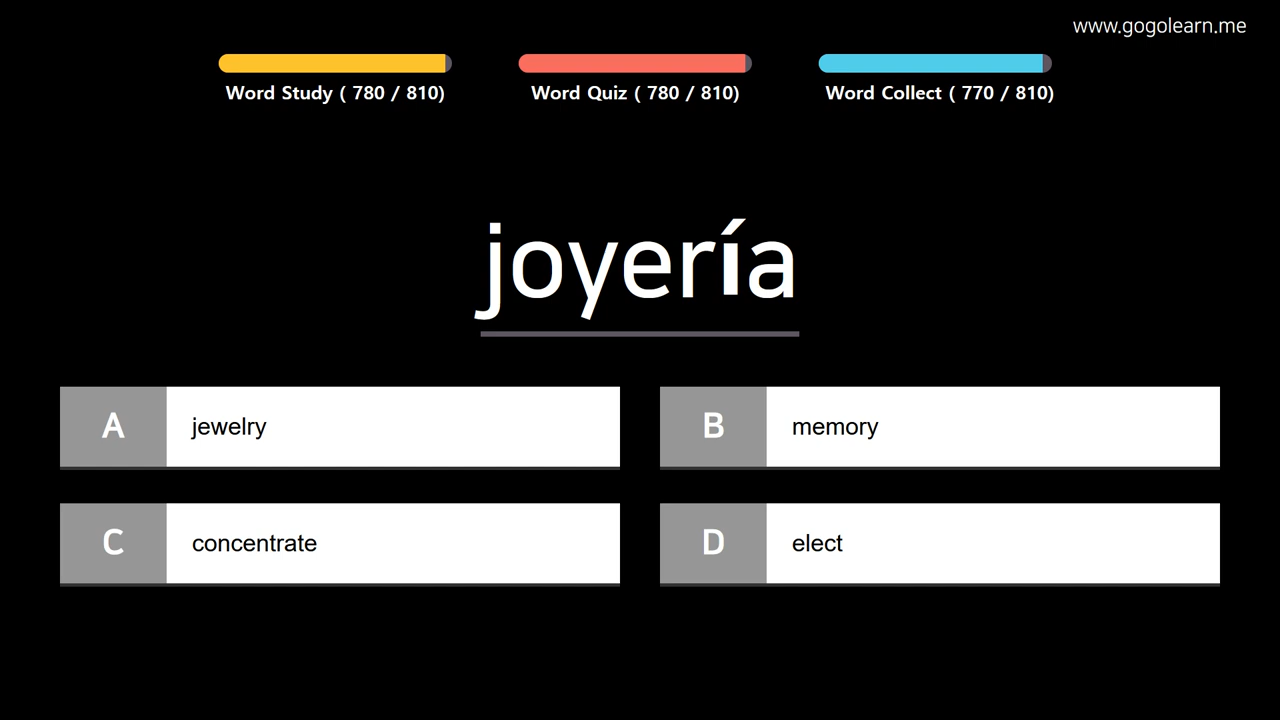 www.gogolearn.me
Word Study ( 780 / 810)
Word Quiz ( 780 / 810)
Word Collect ( 770 / 810)
joyería
A jewelry
B memory
C concentrate
D elect